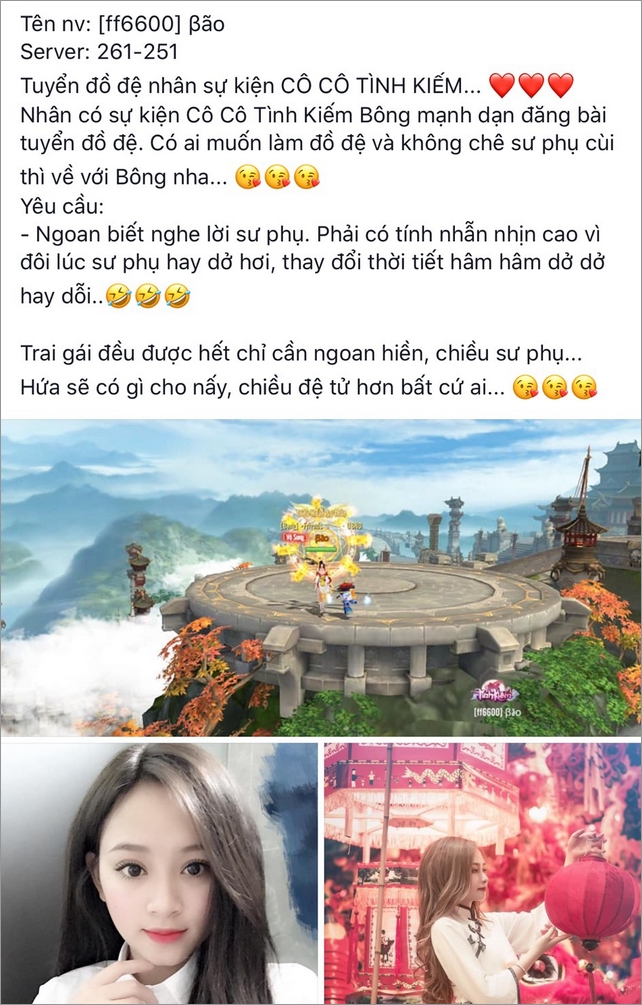 Tên nv: [ff6600] βão
Server: 261-251
Tuyển đồ đệ nhân sự kiện CÔ CÔ TÌNH KIẾM... ❤️❤️❤️
Nhân có sự kiện Cô Cô Tình Kiếm Bông mạnh dạn đăng bài
tuyển đồ đệ. Có ai muốn làm đồ đệ và không chê sư phụ cùi
thì về với Bông nha... 😘😘😘
Yêu cầu:
- Ngoan biết nghe lời sư phụ. Phải có tính nhẫn nhịn cao vì
đôi lúc sư phụ hay dở hơi, thay đổi thời tiết hâm hâm dở dở
hay dỗi..🤣🤣🤣
Trai gái đều được hết chỉ cần ngoan hiền, chiều sư phụ...
Hứa sẽ có gì cho nấy, chiều đệ tử hơn bất cứ ai... 😘😘😘
βão
Tình Kiếm
[ff6600] βão